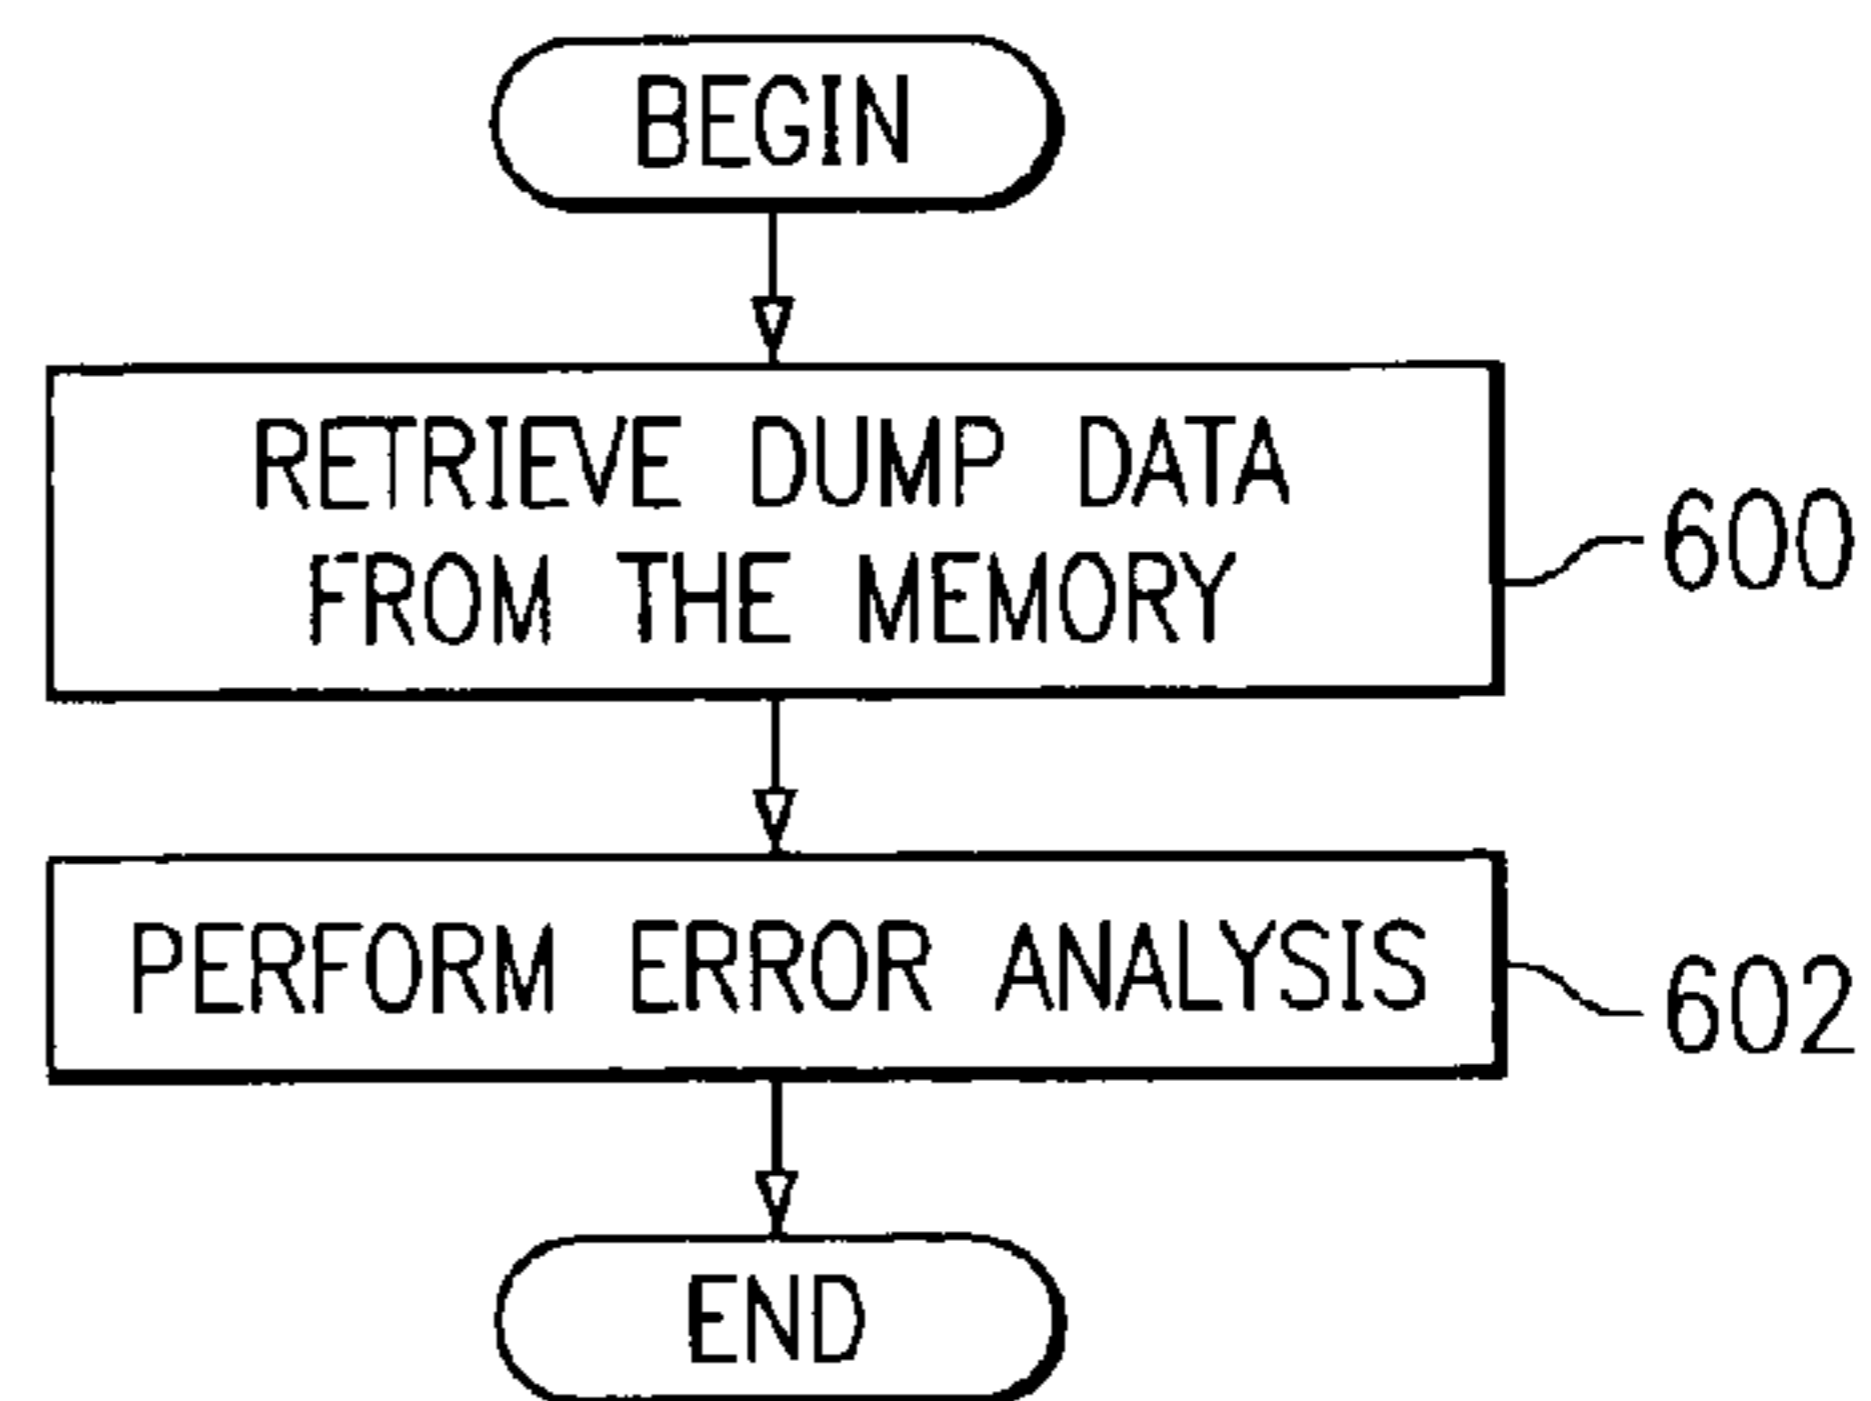 BEGIN
RETRIEVE DUMP DATA
FROM THE MEMORY
600
PERFORM ERROR ANALYSIS
602
END